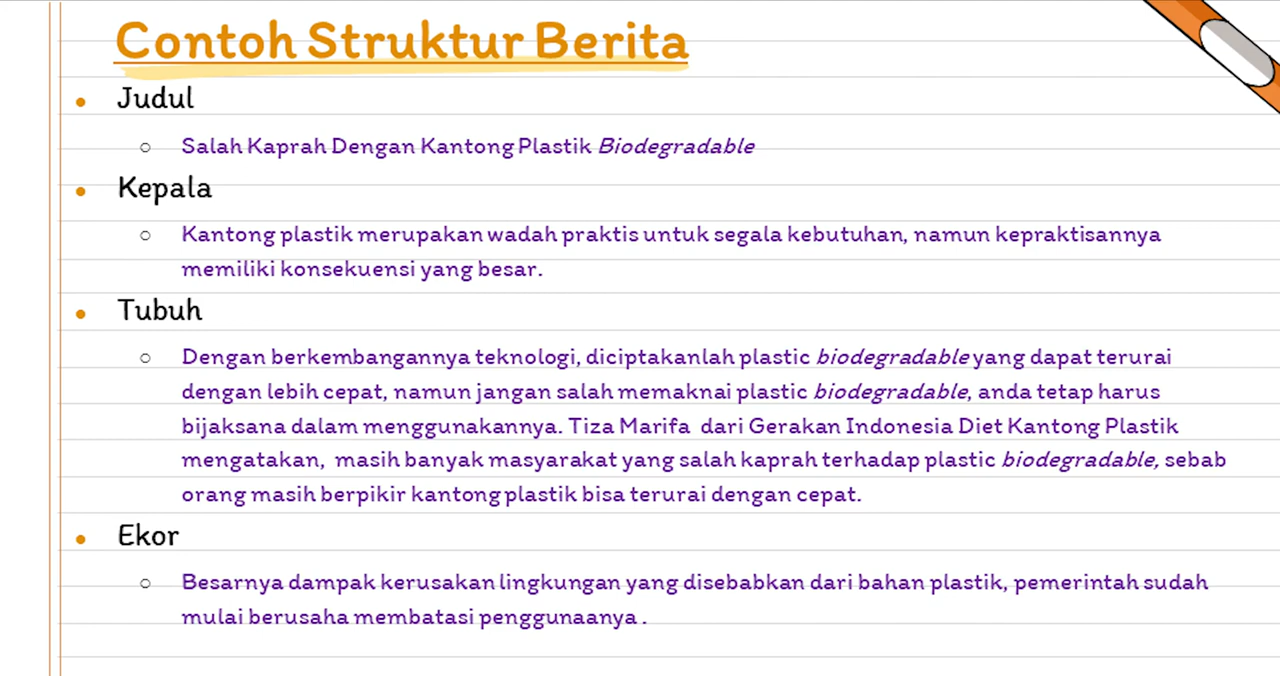 Contoh Struktur Berita
• Judul
○ Salah Kaprah Dengan Kantong Plastik Biodegradable
• Kepala
○ Kantong plastik merupakan wadah praktis untuk segala kebutuhan, namun kepraktisannya
memiliki konsekuensi yang besar.
• Tubuh
○ Dengan berkembangannya teknologi, diciptakanlah plastic biodegradable yang dapat terurai
dengan lebih cepat, namun jangan salah memaknai plastic biodegradable, anda tetap harus
bijaksana dalam menggunakannya. Tiza Marifa dari Gerakan Indonesia Diet Kantong Plastik
mengatakan, masih banyak masyarakat yang salah kaprah terhadap plastic biodegradable, sebab
orang masih berpikir kantong plastik bisa terurai dengan cepat.
• Ekor
○ Besarnya dampak kerusakan lingkungan yang disebabkan dari bahan plastik, pemerintah sudah
mulai berusaha membatasi penggunaanya .